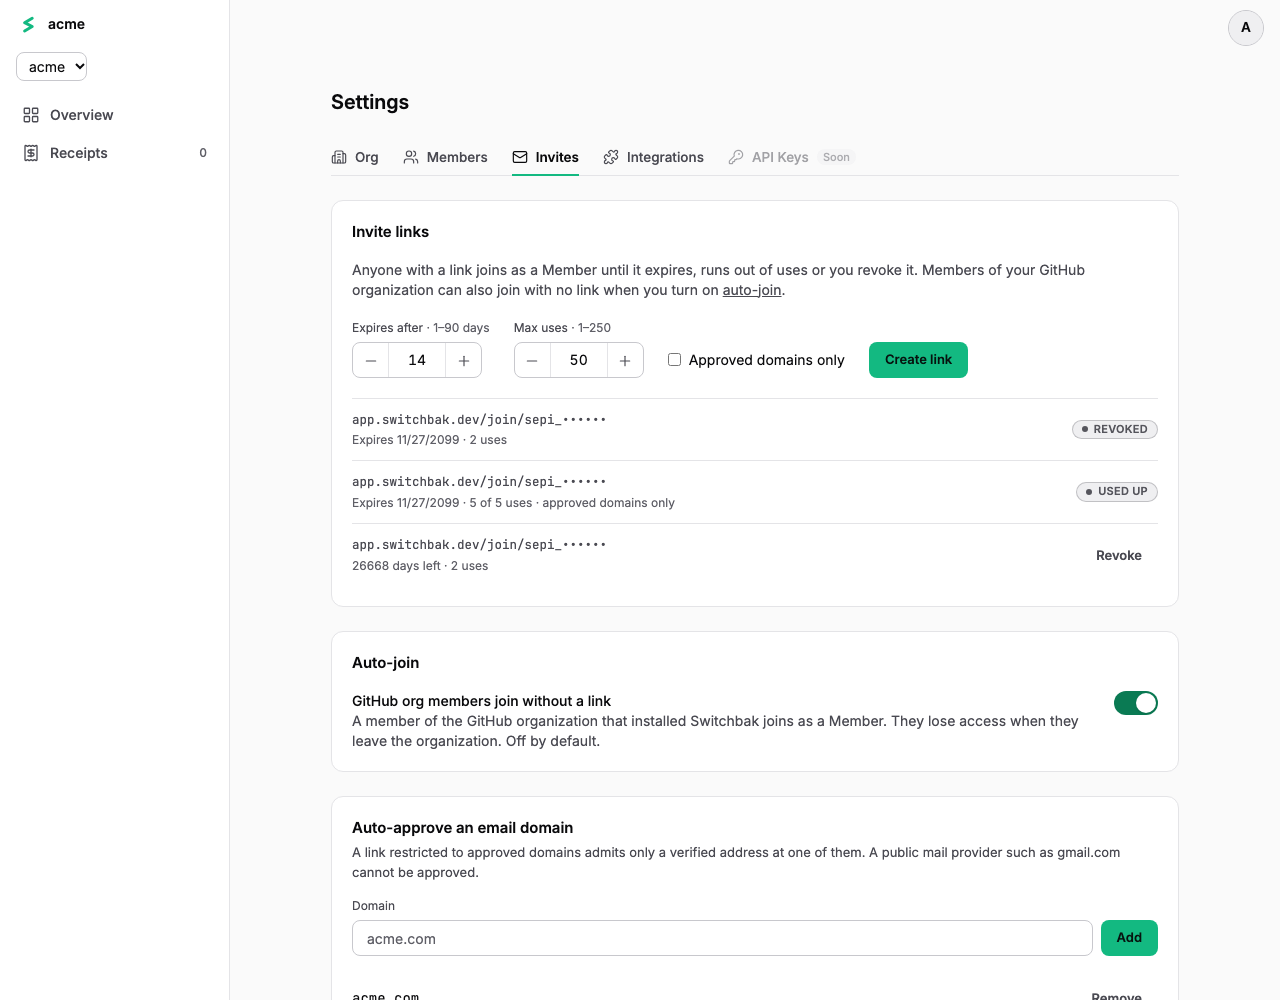 acme
A
acme
Settings
Overview
Receipts 0
Org Members Invites Integrations API Keys Soon
Invite links
Anyone with a link joins as a Member until it expires, runs out of uses or you revoke it. Members of your GitHub
organization can also join with no link when you turn on auto-join.
Expires after · 1–90 days Max uses · 1–250
− 14 + − 50 + Approved domains only Create link
app.switchbak.dev/join/sepi_••••••
Expires 11/27/2099 · 2 uses
REVOKED
app.switchbak.dev/join/sepi_••••••
Expires 11/27/2099 · 5 of 5 uses · approved domains only
USED UP
app.switchbak.dev/join/sepi_••••••
26668 days left · 2 uses
Revoke
Auto-join
GitHub org members join without a link
A member of the GitHub organization that installed Switchbak joins as a Member. They lose access when they
leave the organization. Off by default.
Auto-approve an email domain
A link restricted to approved domains admits only a verified address at one of them. A public mail provider such as gmail.com
cannot be approved.
Domain
acme.com Add
acme.com Remove